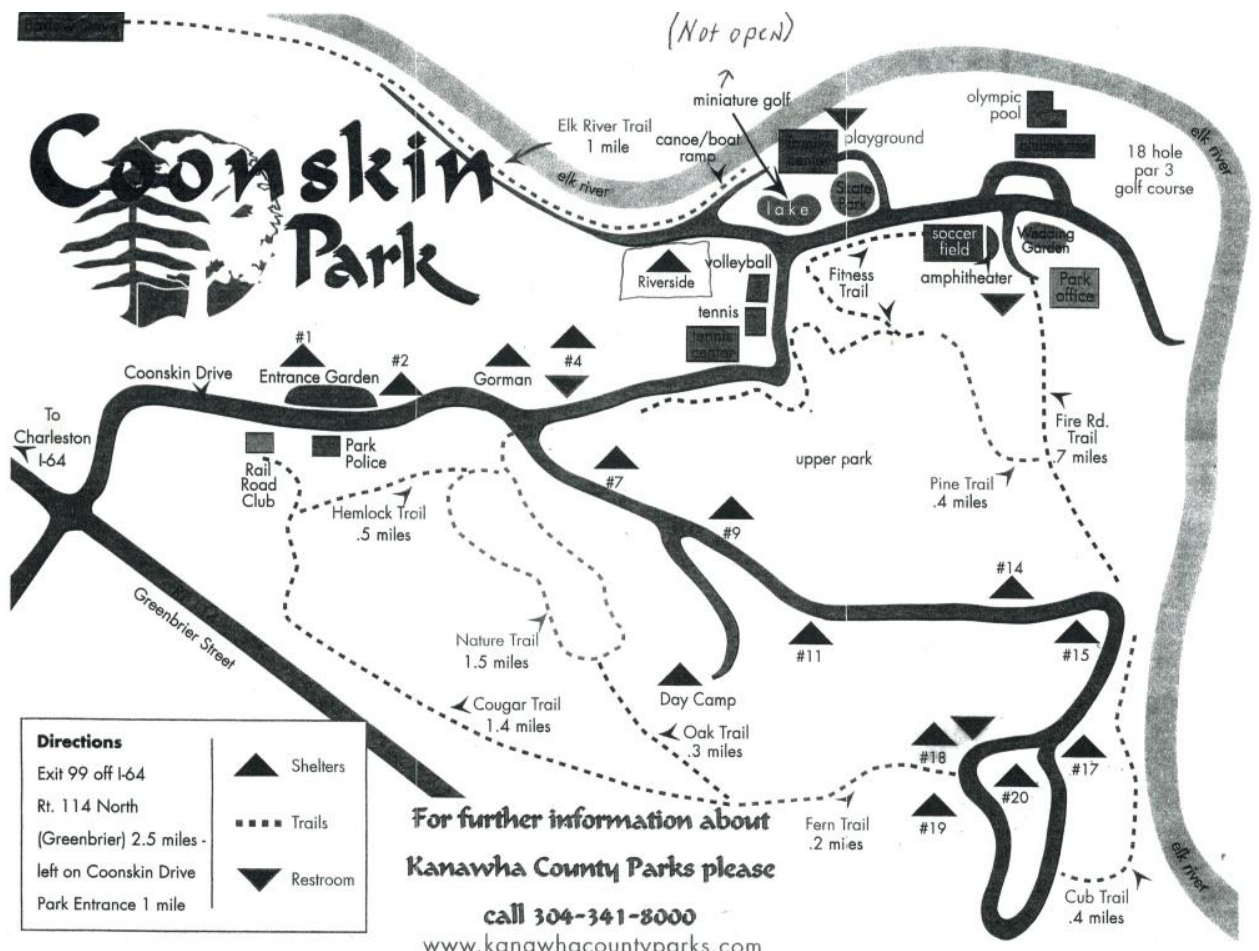 (Not open)
miniature golf
Elk River Trail
1 mile
canoe/boat
ramp
elk river
playground
olympic
pool
elk river
18 hole
par 3
golf course
Coonskin
Park
lake
Skate
Park
soccer
field
Wedding
Garden
amphitheater
Park
office
Fitness
Trail
volleyball
Riverside
tennis
tennis
center
#1
Entrance Garden
#2
Gorman
#4
Coonskin Drive
To
Charleston
I-64
Rail
Road
Club
Park
Police
#7
upper park
Fire Rd.
Trail
.7 miles
Pine Trail
.4 miles
Hemlock Trail
.5 miles
#9
#14
#11
#15
Greenbrier Street
Nature Trail
1.5 miles
Day Camp
Cougar Trail
1.4 miles
Oak Trail
.3 miles
#18
#17
#20
#19
Fern Trail
.2 miles
Cub Trail
.4 miles
elk river
Directions
Exit 99 off I-64
Rt. 114 North
(Greenbrier) 2.5 miles -
left on Coonskin Drive
Park Entrance 1 mile
Shelters
Trails
Restroom
For further information about
Kanawha County Parks please
call 304-341-8000
www.kanawhacountyparks.com